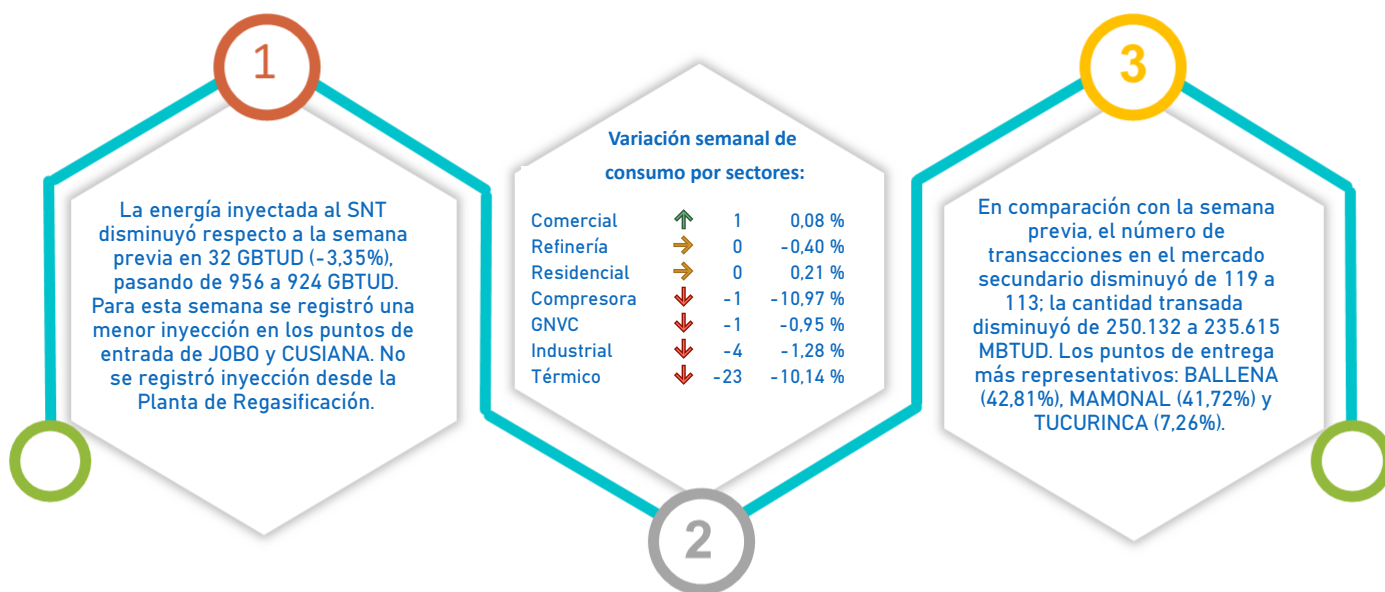 1
La energía inyectada al SNT
disminuyó respecto a la semana
previa en 32 GBTUD (-3,35%),
pasando de 956 a 924 GBTUD.
Para esta semana se registró una
menor inyección en los puntos de
entrada de JOBO y CUSIANA. No
se registró inyección desde la
Planta de Regasificación.
2
Variación semanal de
consumo por sectores:
Comercial 1 0,08 %
Refinería 0 -0,40 %
Residencial 0 0,21 %
Compresora -1 -10,97 %
GNVC -1 -0,95 %
Industrial -4 -1,28 %
Térmico -23 -10,14 %
3
En comparación con la semana
previa, el número de
transacciones en el mercado
secundario disminuyó de 119 a
113; la cantidad transada
disminuyó de 250.132 a 235.615
MBTUD. Los puntos de entrega
más representativos: BALLENA
(42,81%), MAMONAL (41,72%) y
TUCURINCA (7,26%).